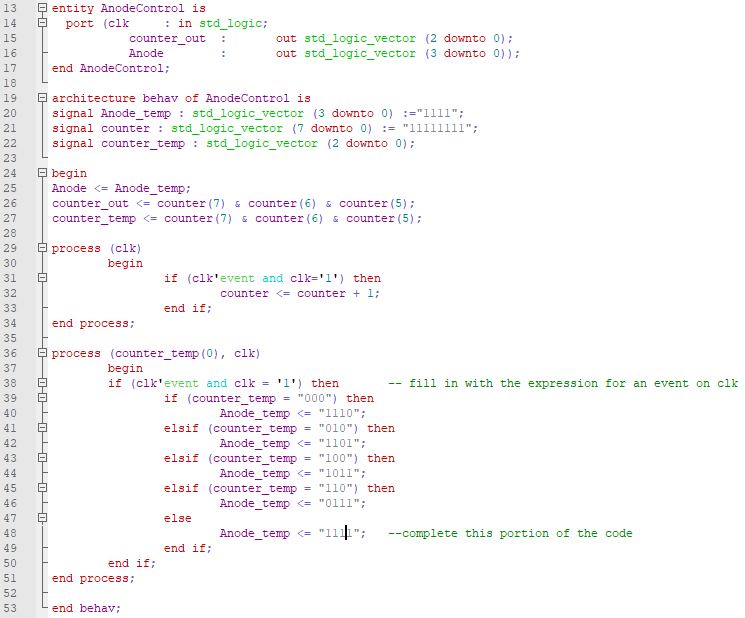 13 entity AnodeControl is
14 port (clk : in std_logic;
15 counter_out : out std_logic_vector (2 downto 0);
16 Anode : out std_logic_vector (3 downto 0));
17 end AnodeControl;
18
19 architecture behav of AnodeControl is
20 signal Anode_temp : std_logic_vector (3 downto 0) :="1111";
21 signal counter : std_logic_vector (7 downto 0) := "11111111";
22 signal counter_temp : std_logic_vector (2 downto 0);
23
24 begin
25 Anode <= Anode_temp;
26 counter_out <= counter(7) & counter(6) & counter(5);
27 counter_temp <= counter(7) & counter(6) & counter(5);
28
29 process (clk)
30 begin
31 if (clk'event and clk='1') then
32 counter <= counter + 1;
33 end if;
34 end process;
35
36 process (counter_temp(0), clk)
37 begin
38 if (clk'event and clk = '1') then -- fill in with the expression for an event on clk
39 if (counter_temp = "000") then
40 Anode_temp <= "1110";
41 elsif (counter_temp = "010") then
42 Anode_temp <= "1101";
43 elsif (counter_temp = "100") then
44 Anode_temp <= "1011";
45 elsif (counter_temp = "110") then
46 Anode_temp <= "0111";
47 else
48 Anode_temp <= "1111"; --complete this portion of the code
49 end if;
50 end if;
51 end process;
52
53 end behav;